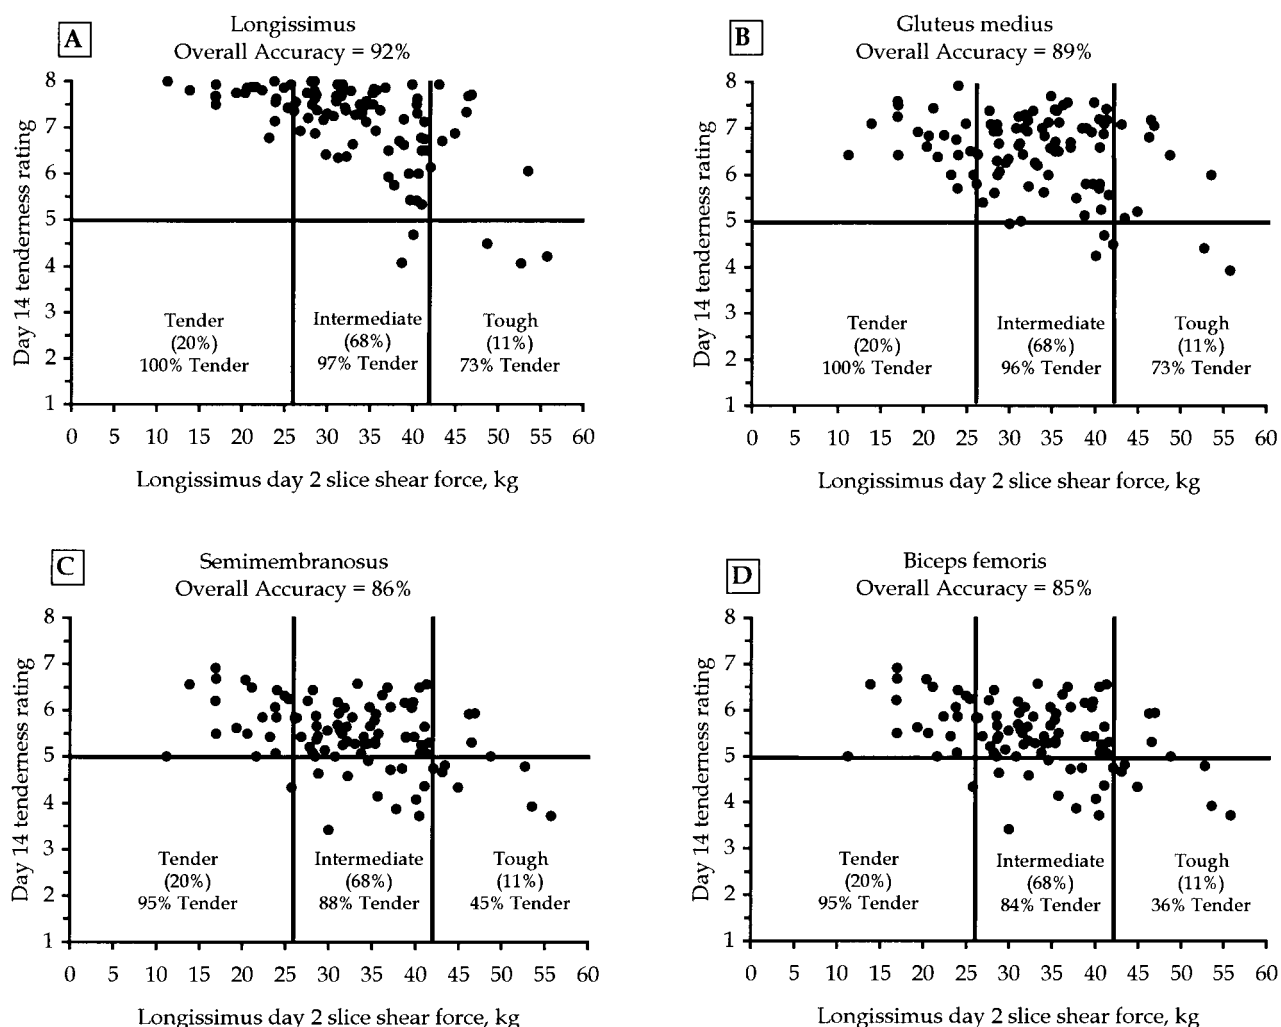 A
Longissimus
Overall Accuracy = 92%
Day 14 tenderness rating
8
7
6
5
4
3
2
1
Tender
(20%)
100% Tender
Intermediate
(68%)
97% Tender
Tough
(11%)
73% Tender
0 5 10 15 20 25 30 35 40 45 50 55 60
Longissimus day 2 slice shear force, kg
B
Gluteus medius
Overall Accuracy = 89%
Day 14 tenderness rating
8
7
6
5
4
3
2
1
Tender
(20%)
100% Tender
Intermediate
(68%)
96% Tender
Tough
(11%)
73% Tender
0 5 10 15 20 25 30 35 40 45 50 55 60
Longissimus day 2 slice shear force, kg
C
Semimembranosus
Overall Accuracy = 86%
Day 14 tenderness rating
8
7
6
5
4
3
2
1
Tender
(20%)
95% Tender
Intermediate
(68%)
88% Tender
Tough
(11%)
45% Tender
0 5 10 15 20 25 30 35 40 45 50 55 60
Longissimus day 2 slice shear force, kg
D
Biceps femoris
Overall Accuracy = 85%
Day 14 tenderness rating
8
7
6
5
4
3
2
1
Tender
(20%)
95% Tender
Intermediate
(68%)
84% Tender
Tough
(11%)
36% Tender
0 5 10 15 20 25 30 35 40 45 50 55 60
Longissimus day 2 slice shear force, kg